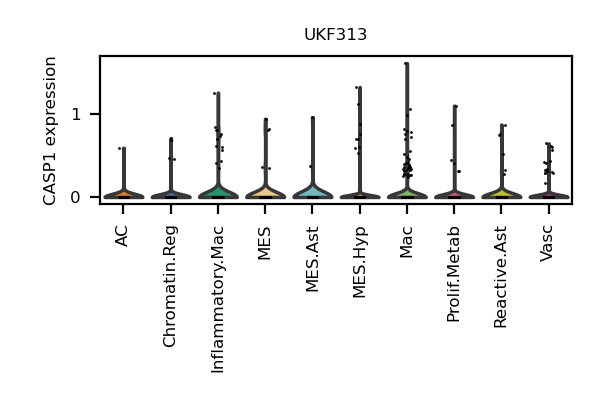 UKF313
CASP1 expression
1
0
AC
Chromatin.Reg
Inflammatory.Mac
MES
MES.Ast
MES.Hyp
Mac
Prolif.Metab
Reactive.Ast
Vasc